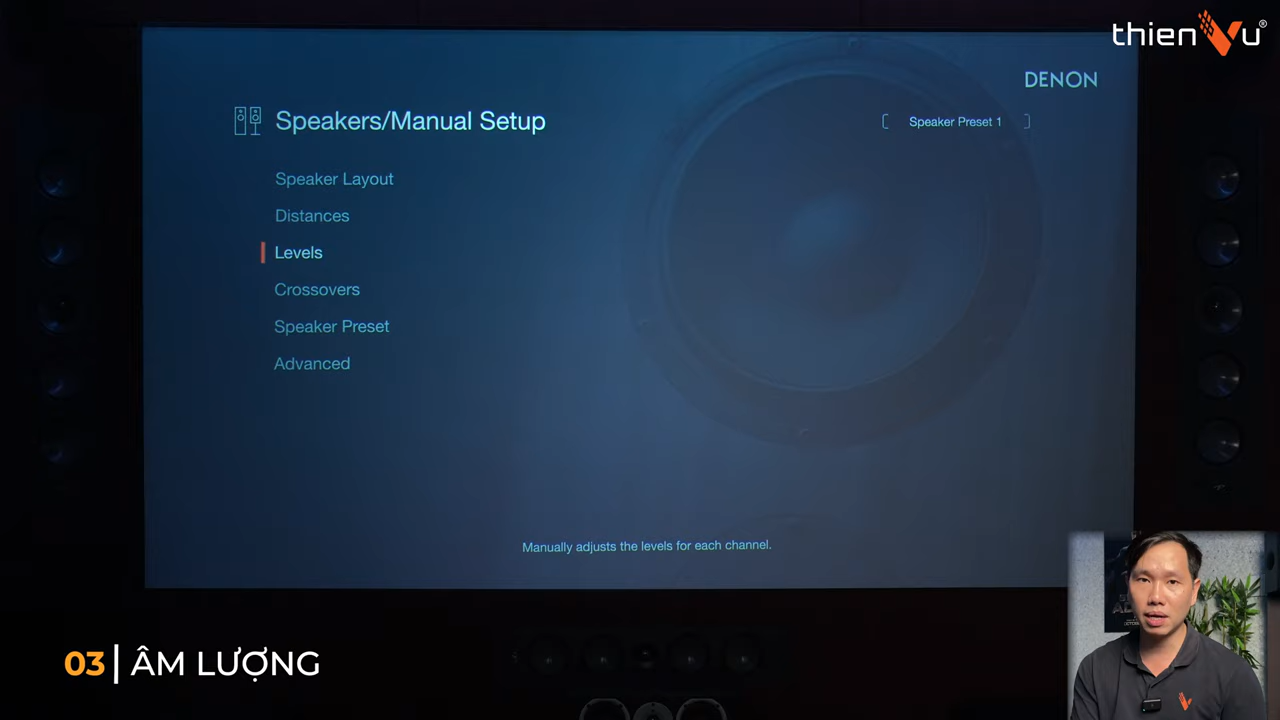 thienVu®
DENON
Speakers/Manual Setup
Speaker Preset 1
Speaker Layout
Distances
Levels
Crossovers
Speaker Preset
Advanced
Manually adjusts the levels for each channel.
03 | ÂM LƯỢNG